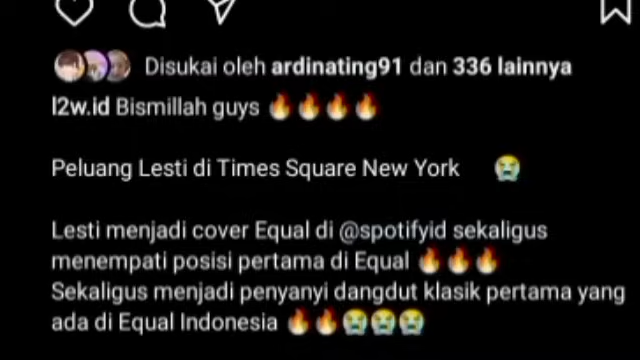 Disukai oleh ardinating91 dan 336 lainnya
l2w.id Bismillah guys 🔥🔥🔥🔥
Peluang Lesti di Times Square New York 😭
Lesti menjadi cover Equal di @spotifyid sekaligus
menempati posisi pertama di Equal 🔥🔥🔥
Sekaligus menjadi penyanyi dangdut klasik pertama yang
ada di Equal Indonesia 🔥🔥😭😭😭